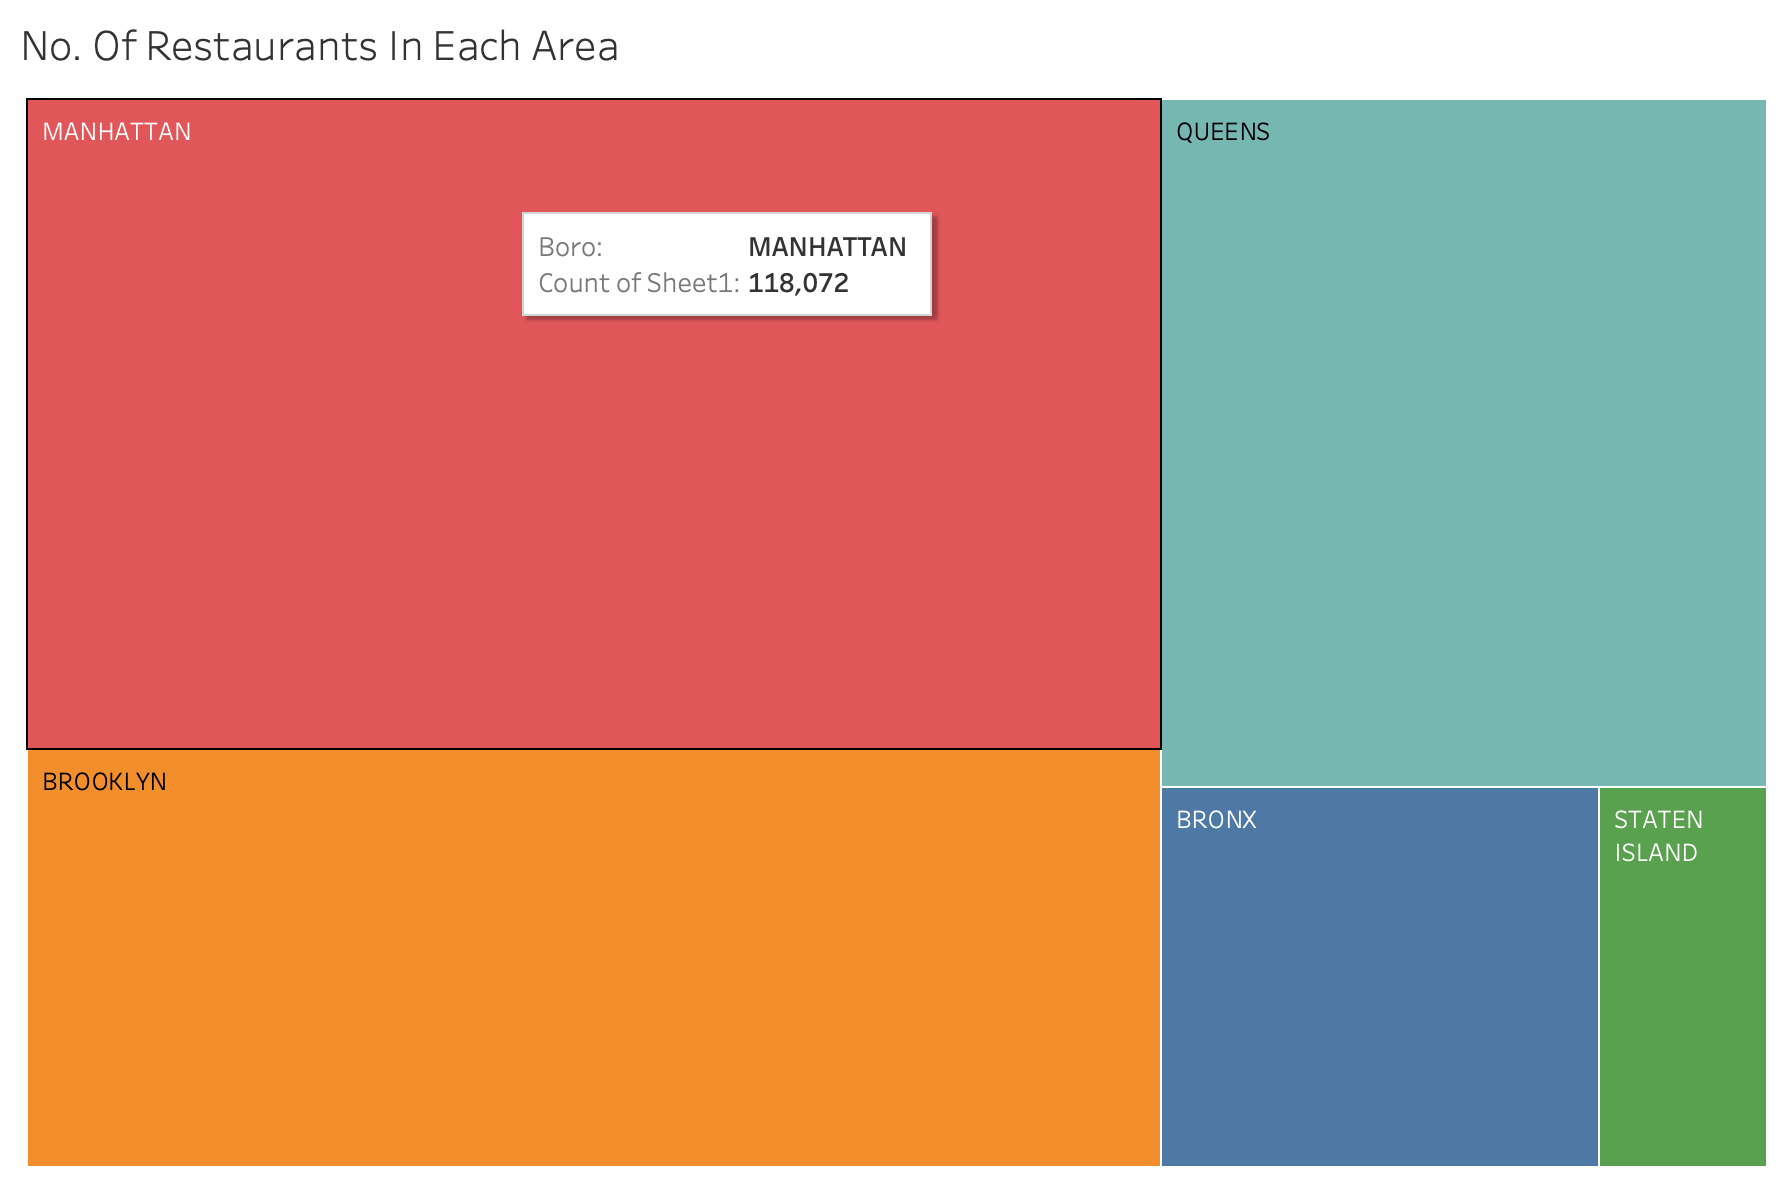 No. Of Restaurants In Each Area
MANHATTAN
Boro: MANHATTAN
Count of Sheet1: 118,072
QUEENS
BROOKLYN
BRONX
STATEN
ISLAND